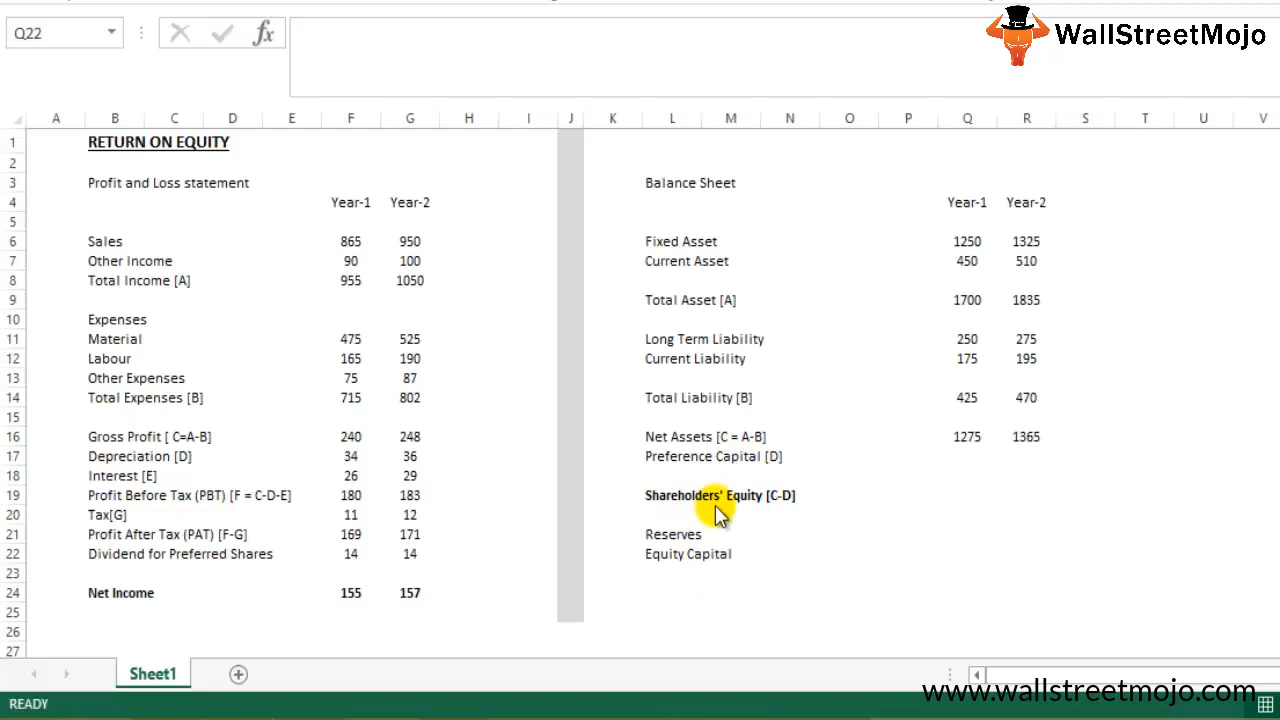 Q22
fx
WallStreetMojo
A B C D E F G H I J K L M N O P Q R S T U V
1 RETURN ON EQUITY
2
3 Profit and Loss statement Balance Sheet
4 Year-1 Year-2 Year-1 Year-2
5
6 Sales 865 950 Fixed Asset 1250 1325
7 Other Income 90 100 Current Asset 450 510
8 Total Income [A] 955 1050
9 Total Asset [A] 1700 1835
10 Expenses
11 Material 475 525 Long Term Liability 250 275
12 Labour 165 190 Current Liability 175 195
13 Other Expenses 75 87
14 Total Expenses [B] 715 802 Total Liability [B] 425 470
15
16 Gross Profit [ C=A-B] 240 248 Net Assets [C = A-B] 1275 1365
17 Depreciation [D] 34 36 Preference Capital [D]
18 Interest [E] 26 29
19 Profit Before Tax (PBT) [F = C-D-E] 180 183 Shareholders' Equity [C-D]
20 Tax[G] 11 12
21 Profit After Tax (PAT) [F-G] 169 171 Reserves
22 Dividend for Preferred Shares 14 14 Equity Capital
23
24 Net Income 155 157
25
26
27
Sheet1
www.wallstreetmojo.com
READY